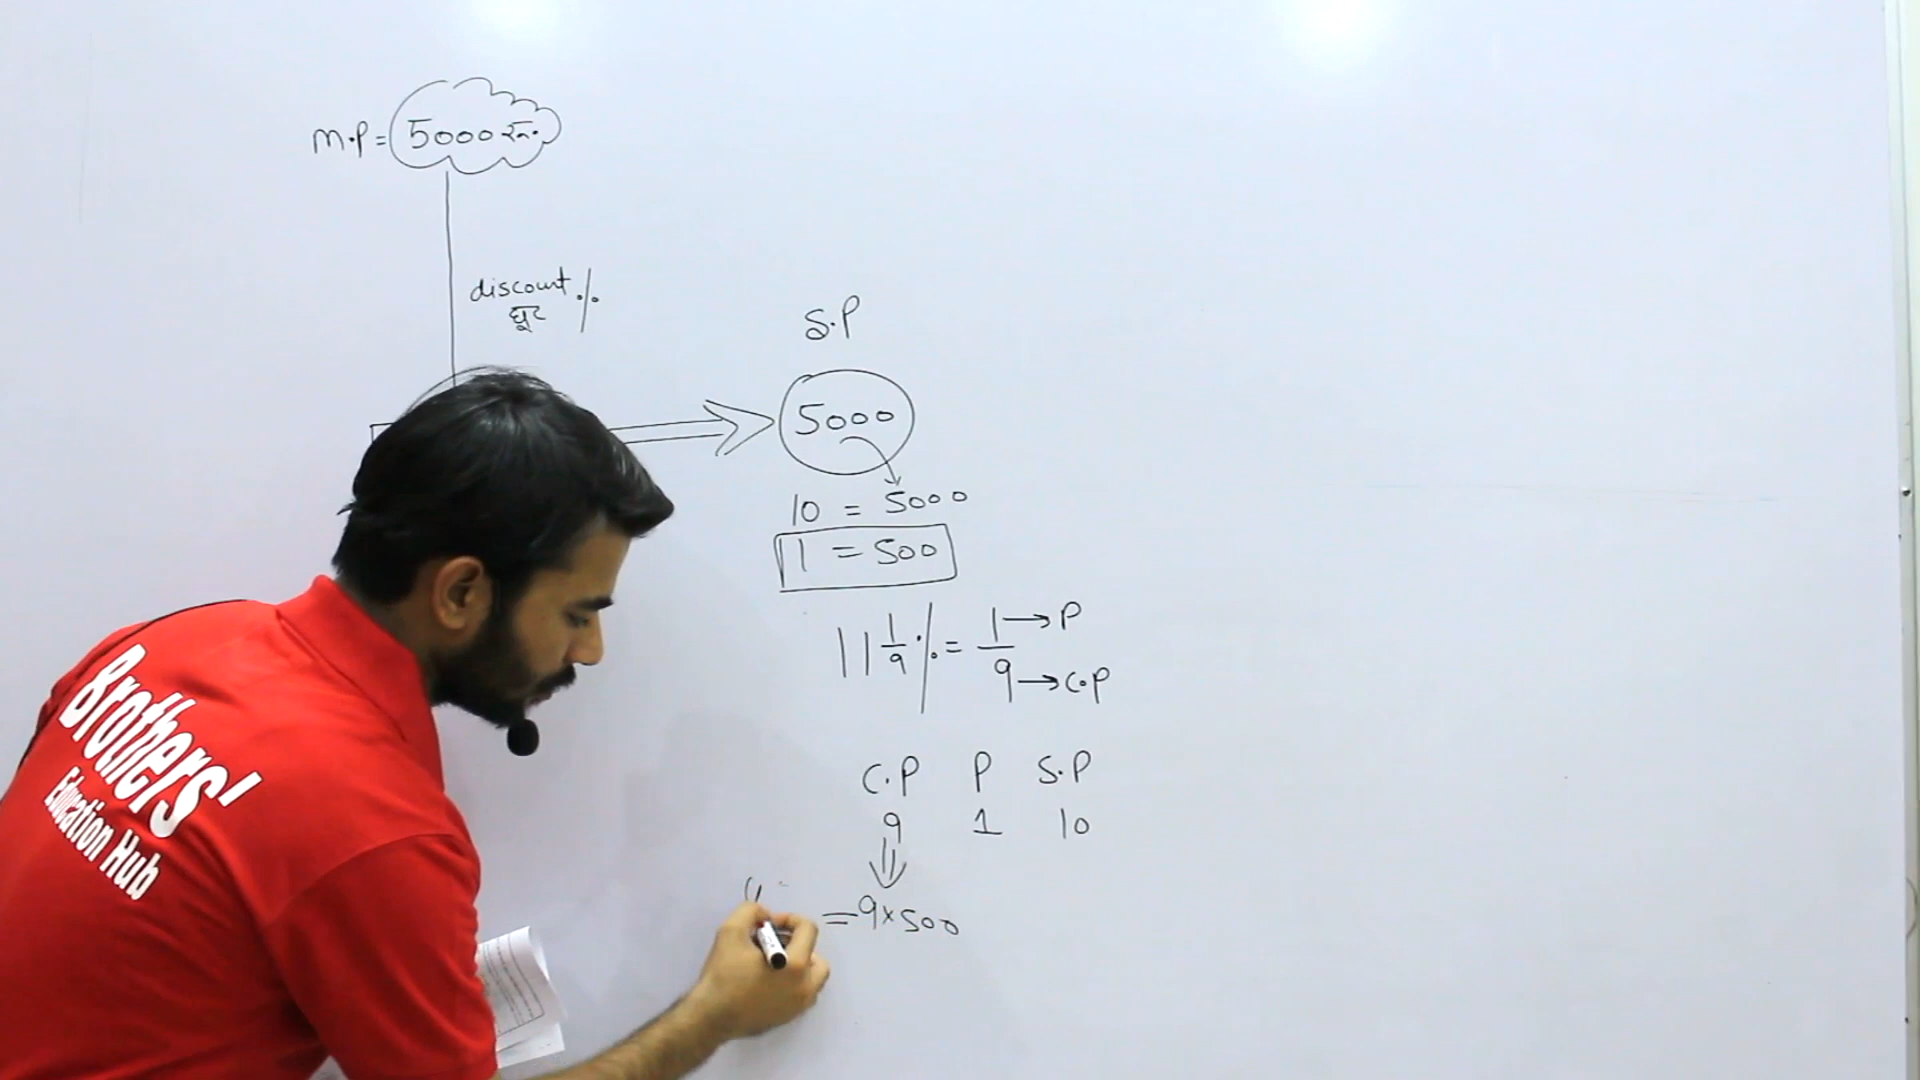 M.P = 5000 रु.
discount %
छूट
S.P
5000
10 = 5000
1 = 500
11 1/9 % = 1/9 → P
→ C.P
C.P P S.P
9 1 10
= 9 × 500
Brothers'
Education Hub